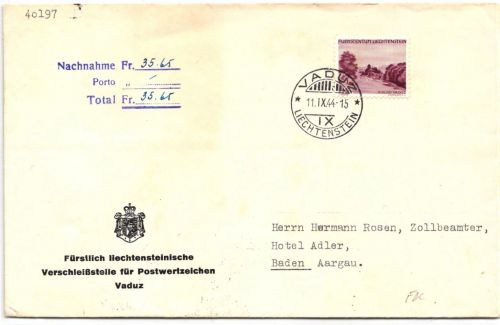 40197
Nachnahme Fr. 35.65
Porto „ -
Total Fr. 35.65
FÜRSTENTUM LIECHTENSTEIN
VADUZ
11.IX.44-15
IX
LIECHTENSTEIN
Fürstlich liechtensteinische
Verschleißstelle für Postwertzeichen
Vaduz
Herrn Hermann Rosen, Zollbeamter,
Hotel Adler,
Baden Aargau.